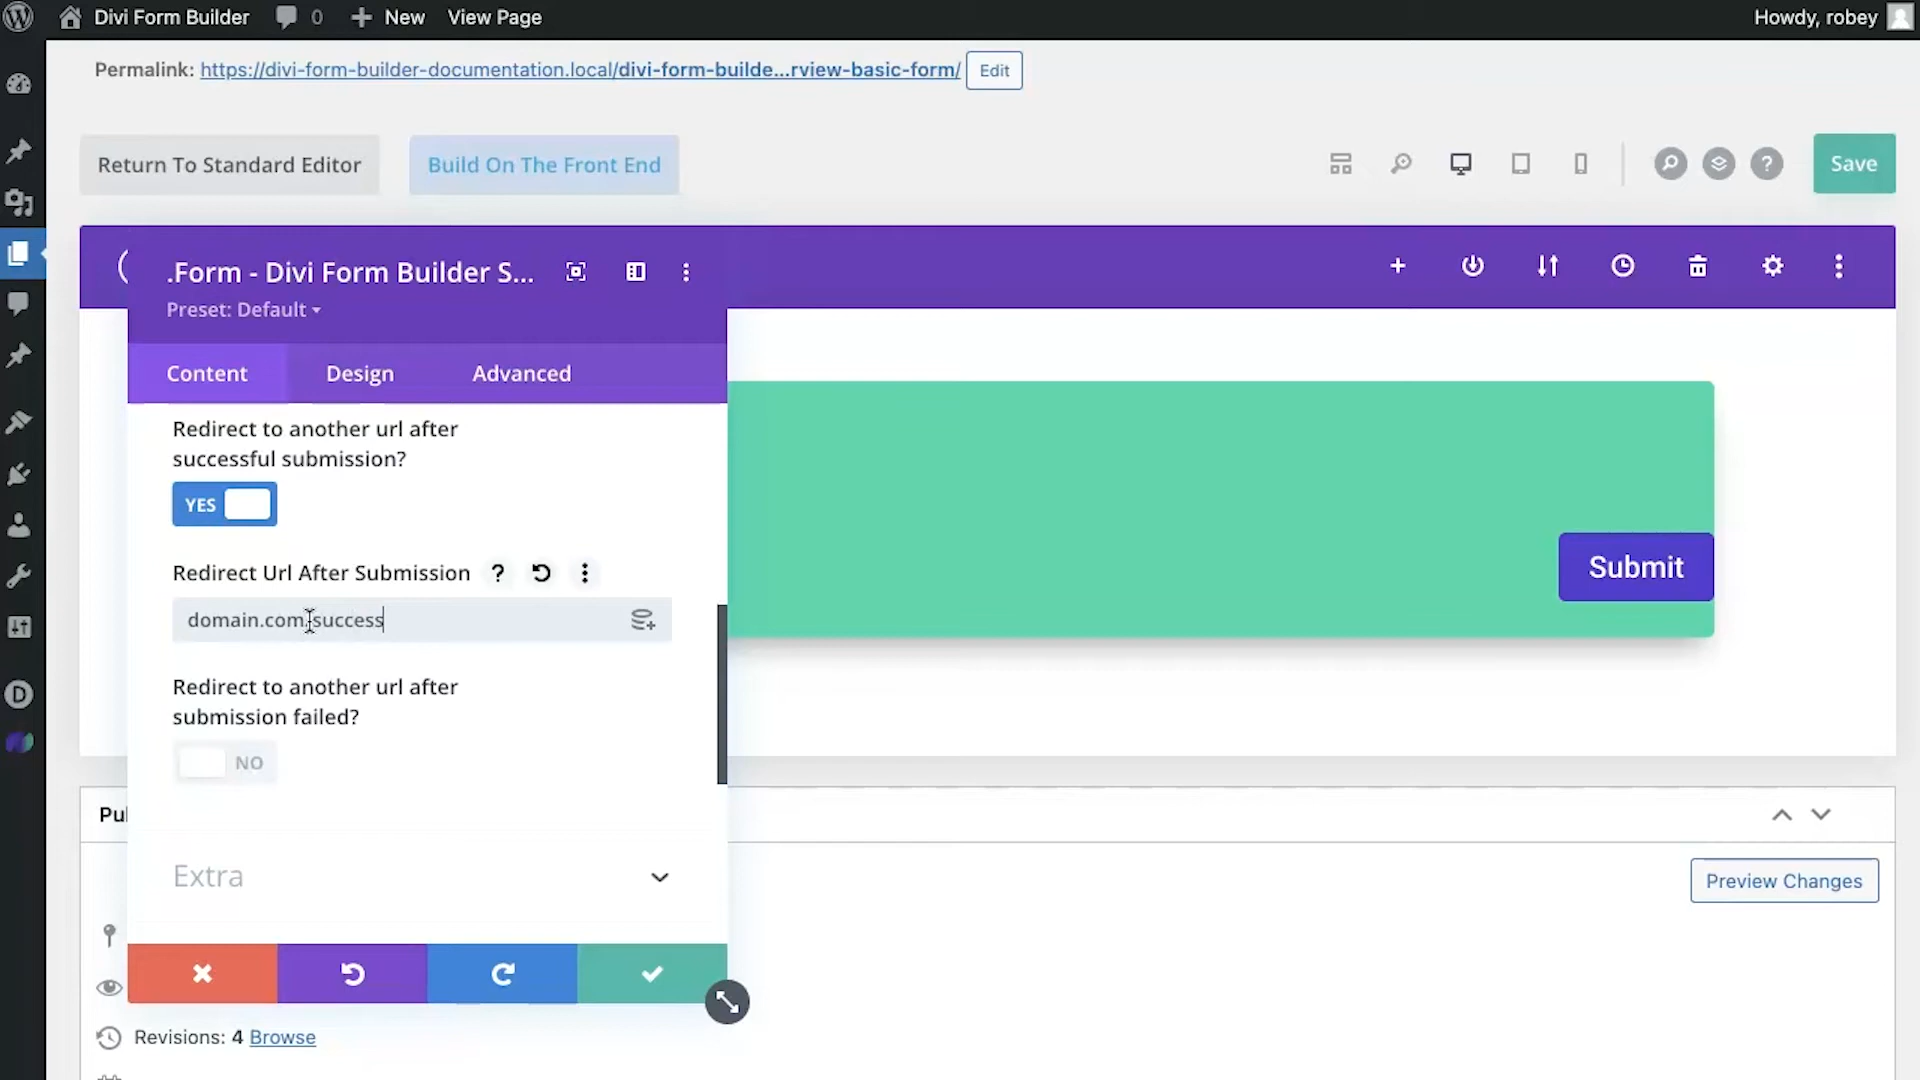 Divi Form Builder 0 New View Page Howdy, robey
Permalink: https://divi-form-builder-documentation.local/divi-form-builde...rview-basic-form/ Edit
Return To Standard Editor Build On The Front End Save
.Form - Divi Form Builder S...
Preset: Default
Content Design Advanced
Redirect to another url after
successful submission?
YES
Redirect Url After Submission ?
domain.com/success
Submit
Redirect to another url after
submission failed?
NO
Extra
Preview Changes
Revisions: 4 Browse